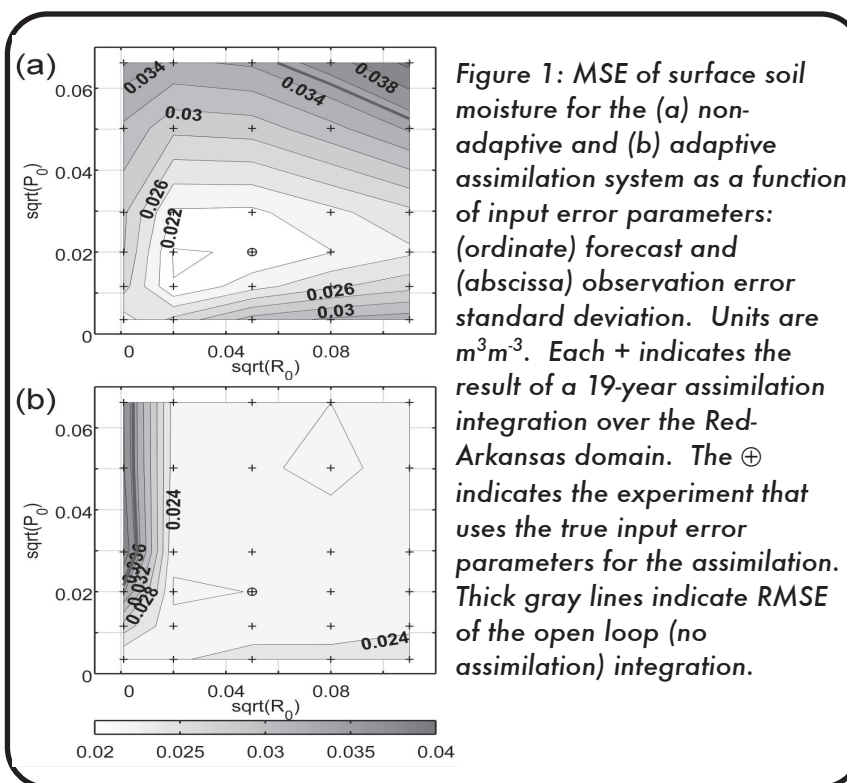 (a)
0.034
0.038
0.034
0.03
0.026
0.022
0.026
0.03
0.06
0.04
0.02
0
sqrt(P₀)
0 0.04 0.08
sqrt(R₀)
(b)
0.024
0.036
0.032
0.028
0.024
0.06
0.04
0.02
0
sqrt(P₀)
0 0.04 0.08
sqrt(R₀)
0.02 0.025 0.03 0.035 0.04
Figure 1: MSE of surface soil
moisture for the (a) non-
adaptive and (b) adaptive
assimilation system as a function
of input error parameters:
(ordinate) forecast and
(abscissa) observation error
standard deviation. Units are
m³m⁻³. Each + indicates the
result of a 19-year assimilation
integration over the Red-
Arkansas domain. The ⊕
indicates the experiment that
uses the true input error
parameters for the assimilation.
Thick gray lines indicate RMSE
of the open loop (no
assimilation) integration.